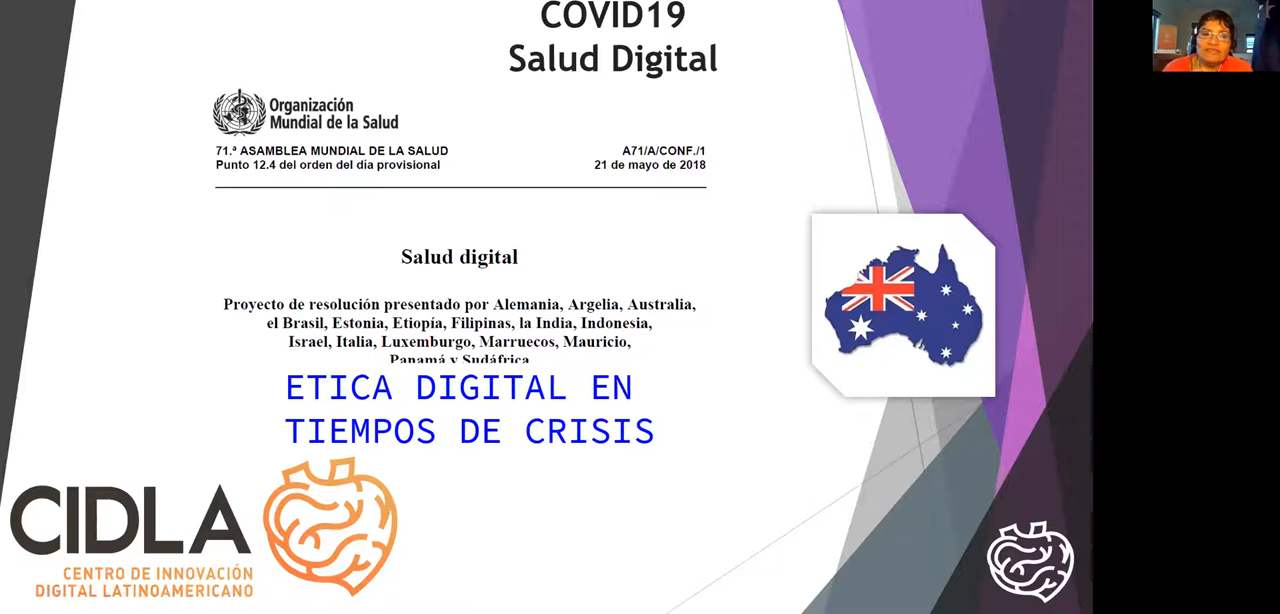 COVID19
Salud Digital
Organización
Mundial de la Salud
71.ª ASAMBLEA MUNDIAL DE LA SALUD
A71/A/CONF./1
Punto 12.4 del orden del día provisional
21 de mayo de 2018
Salud digital
Proyecto de resolución presentado por Alemania, Argelia, Australia,
el Brasil, Estonia, Etiopía, Filipinas, la India, Indonesia,
Israel, Italia, Luxemburgo, Marruecos, Mauricio,
Panamá y Sudáfrica
ETICA DIGITAL EN
TIEMPOS DE CRISIS
CIDLA
CENTRO DE INNOVACIÓN
DIGITAL LATINOAMERICANO